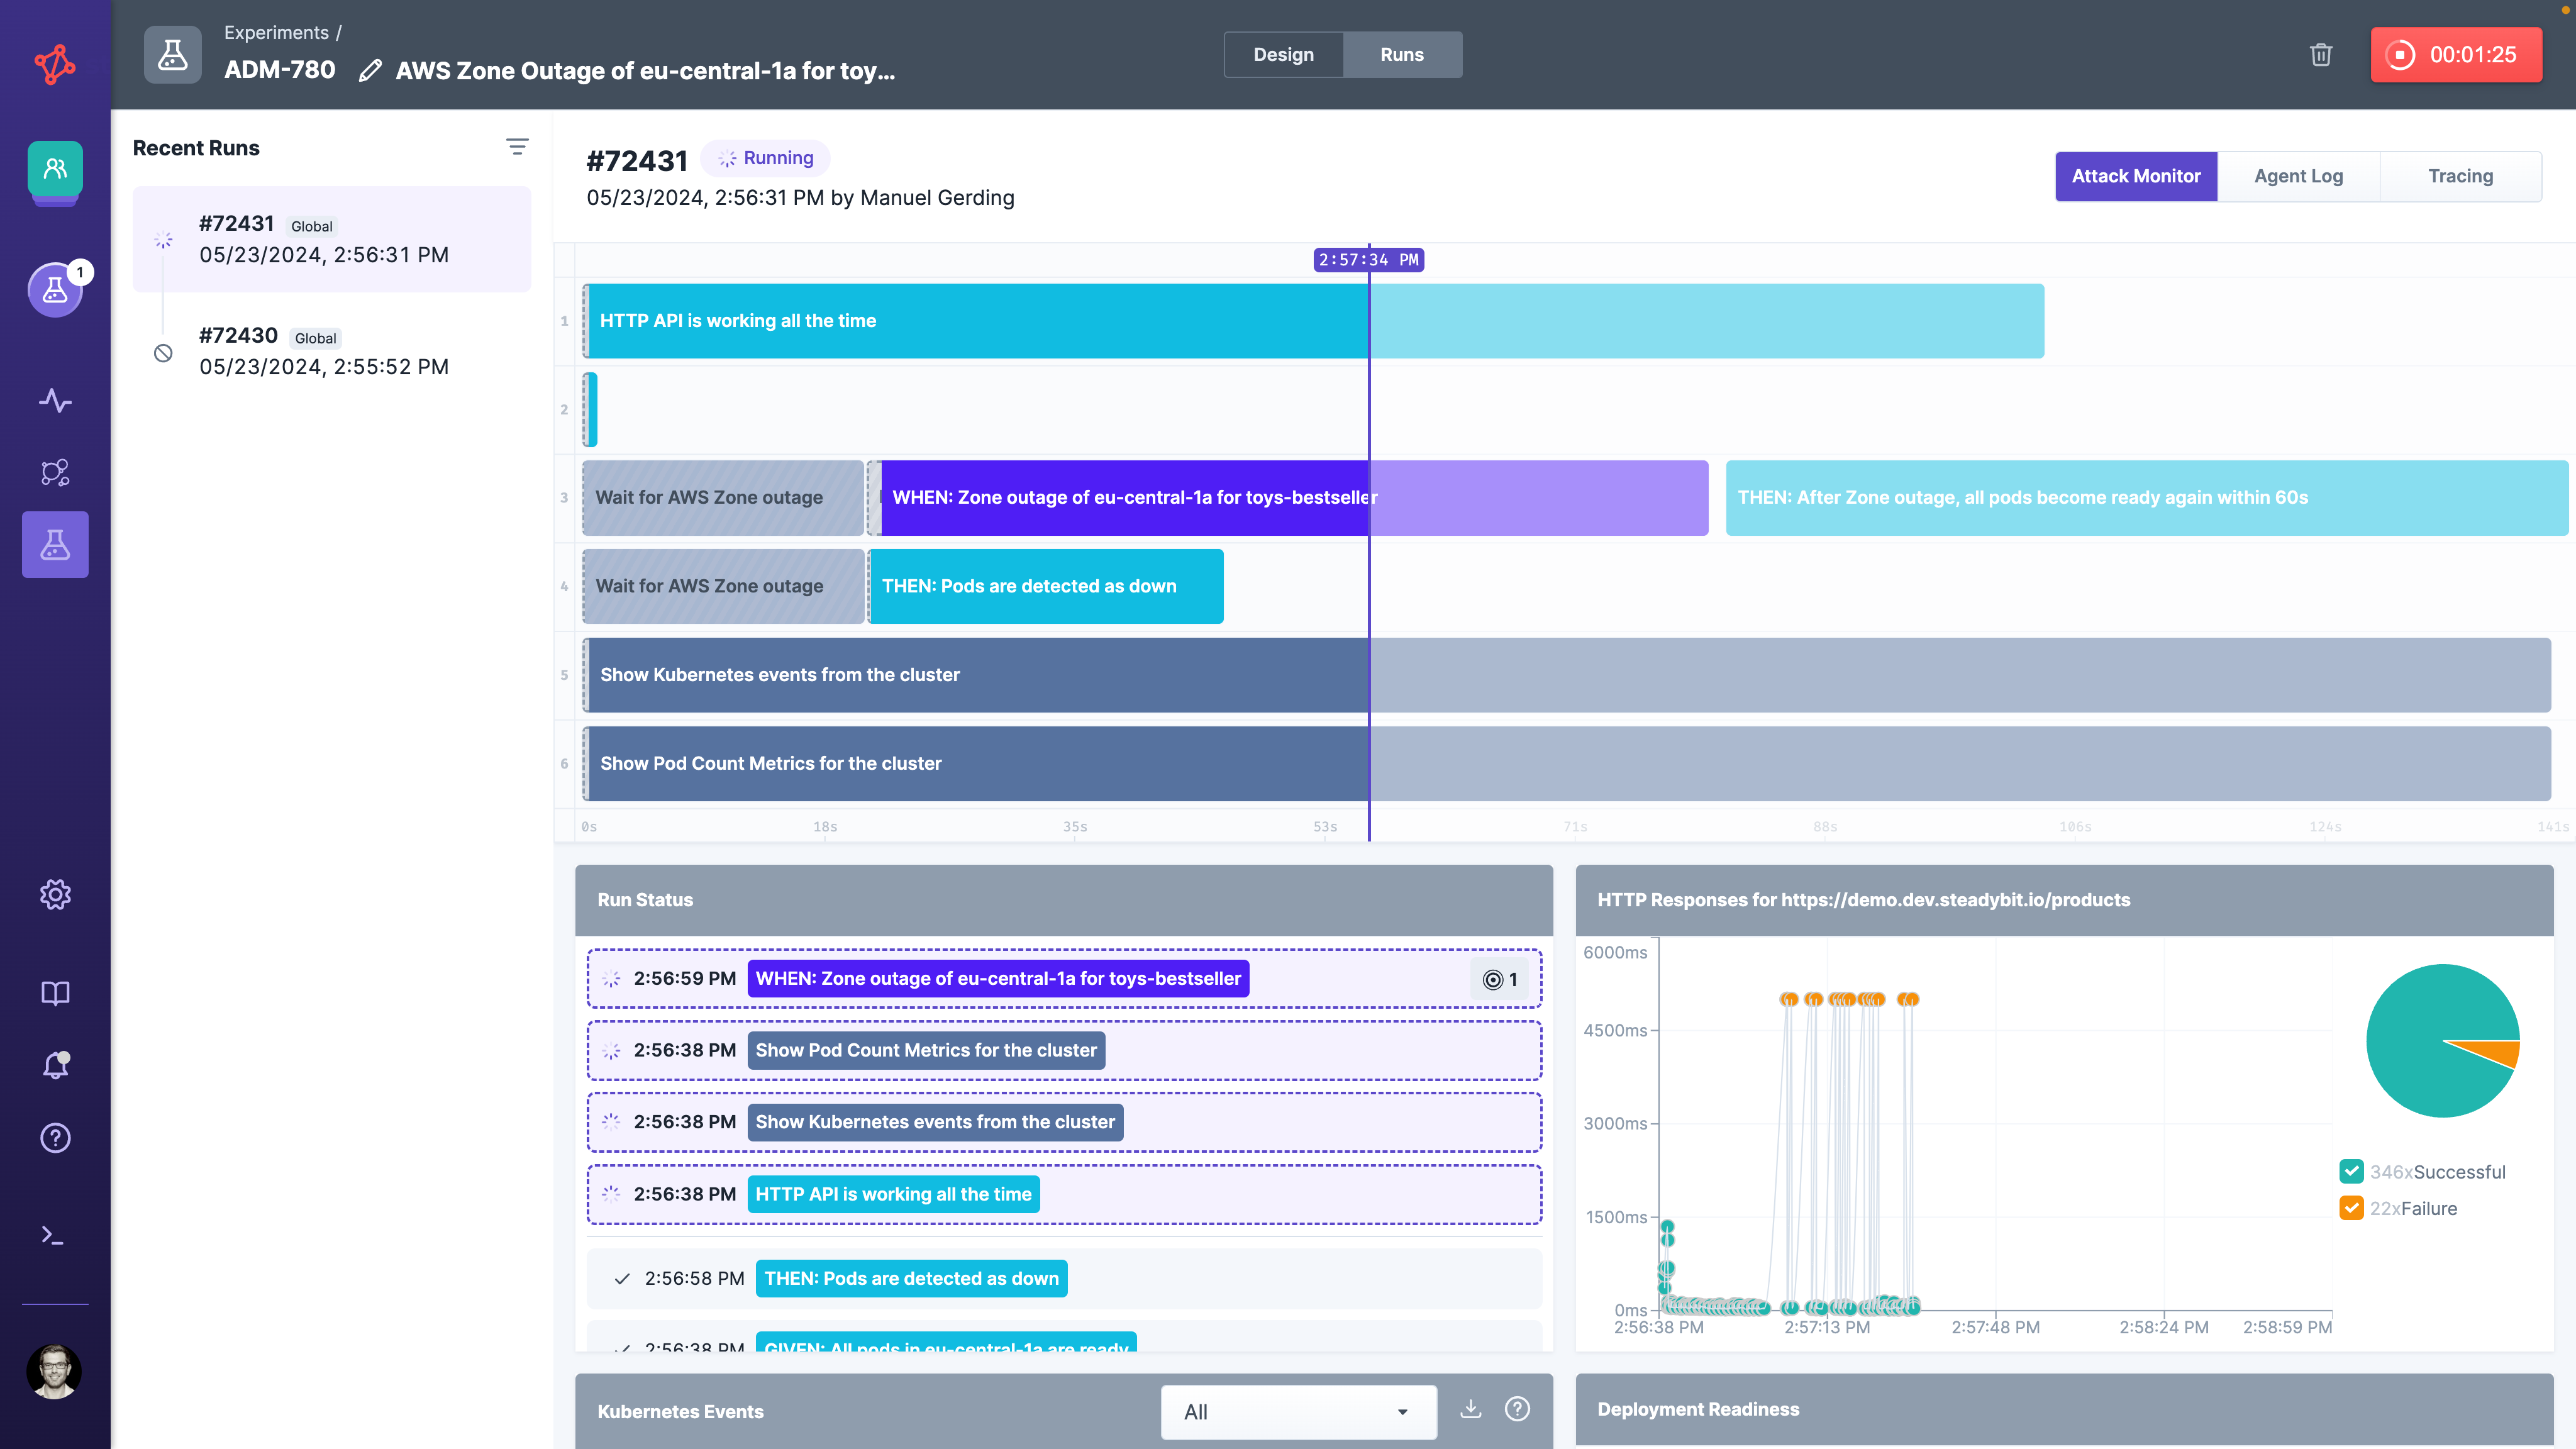 Experiments /
ADM-780 AWS Zone Outage of eu-central-1a for toy...
Design Runs
00:01:25
1
Recent Runs
#72431 Global
05/23/2024, 2:56:31 PM
#72430 Global
05/23/2024, 2:55:52 PM
#72431 Running
05/23/2024, 2:56:31 PM by Manuel Gerding
Attack Monitor Agent Log Tracing
2:57:34 PM
1 HTTP API is working all the time
2
3 Wait for AWS Zone outage WHEN: Zone outage of eu-central-1a for toys-bestseller THEN: After Zone outage, all pods become ready again within 60s
4 Wait for AWS Zone outage THEN: Pods are detected as down
5 Show Kubernetes events from the cluster
6 Show Pod Count Metrics for the cluster
0s 18s 35s 53s 71s 88s 106s 124s 141s
Run Status
2:56:59 PM WHEN: Zone outage of eu-central-1a for toys-bestseller 1
2:56:38 PM Show Pod Count Metrics for the cluster
2:56:38 PM Show Kubernetes events from the cluster
2:56:38 PM HTTP API is working all the time
2:56:58 PM THEN: Pods are detected as down
2:56:38 PM GIVEN: All pods in eu-central-1a are ready
HTTP Responses for https://demo.dev.steadybit.io/products
6000ms
4500ms
3000ms
1500ms
0ms
2:56:38 PM 2:57:13 PM 2:57:48 PM 2:58:24 PM 2:58:59 PM
346xSuccessful
22xFailure
Kubernetes Events All
Deployment Readiness